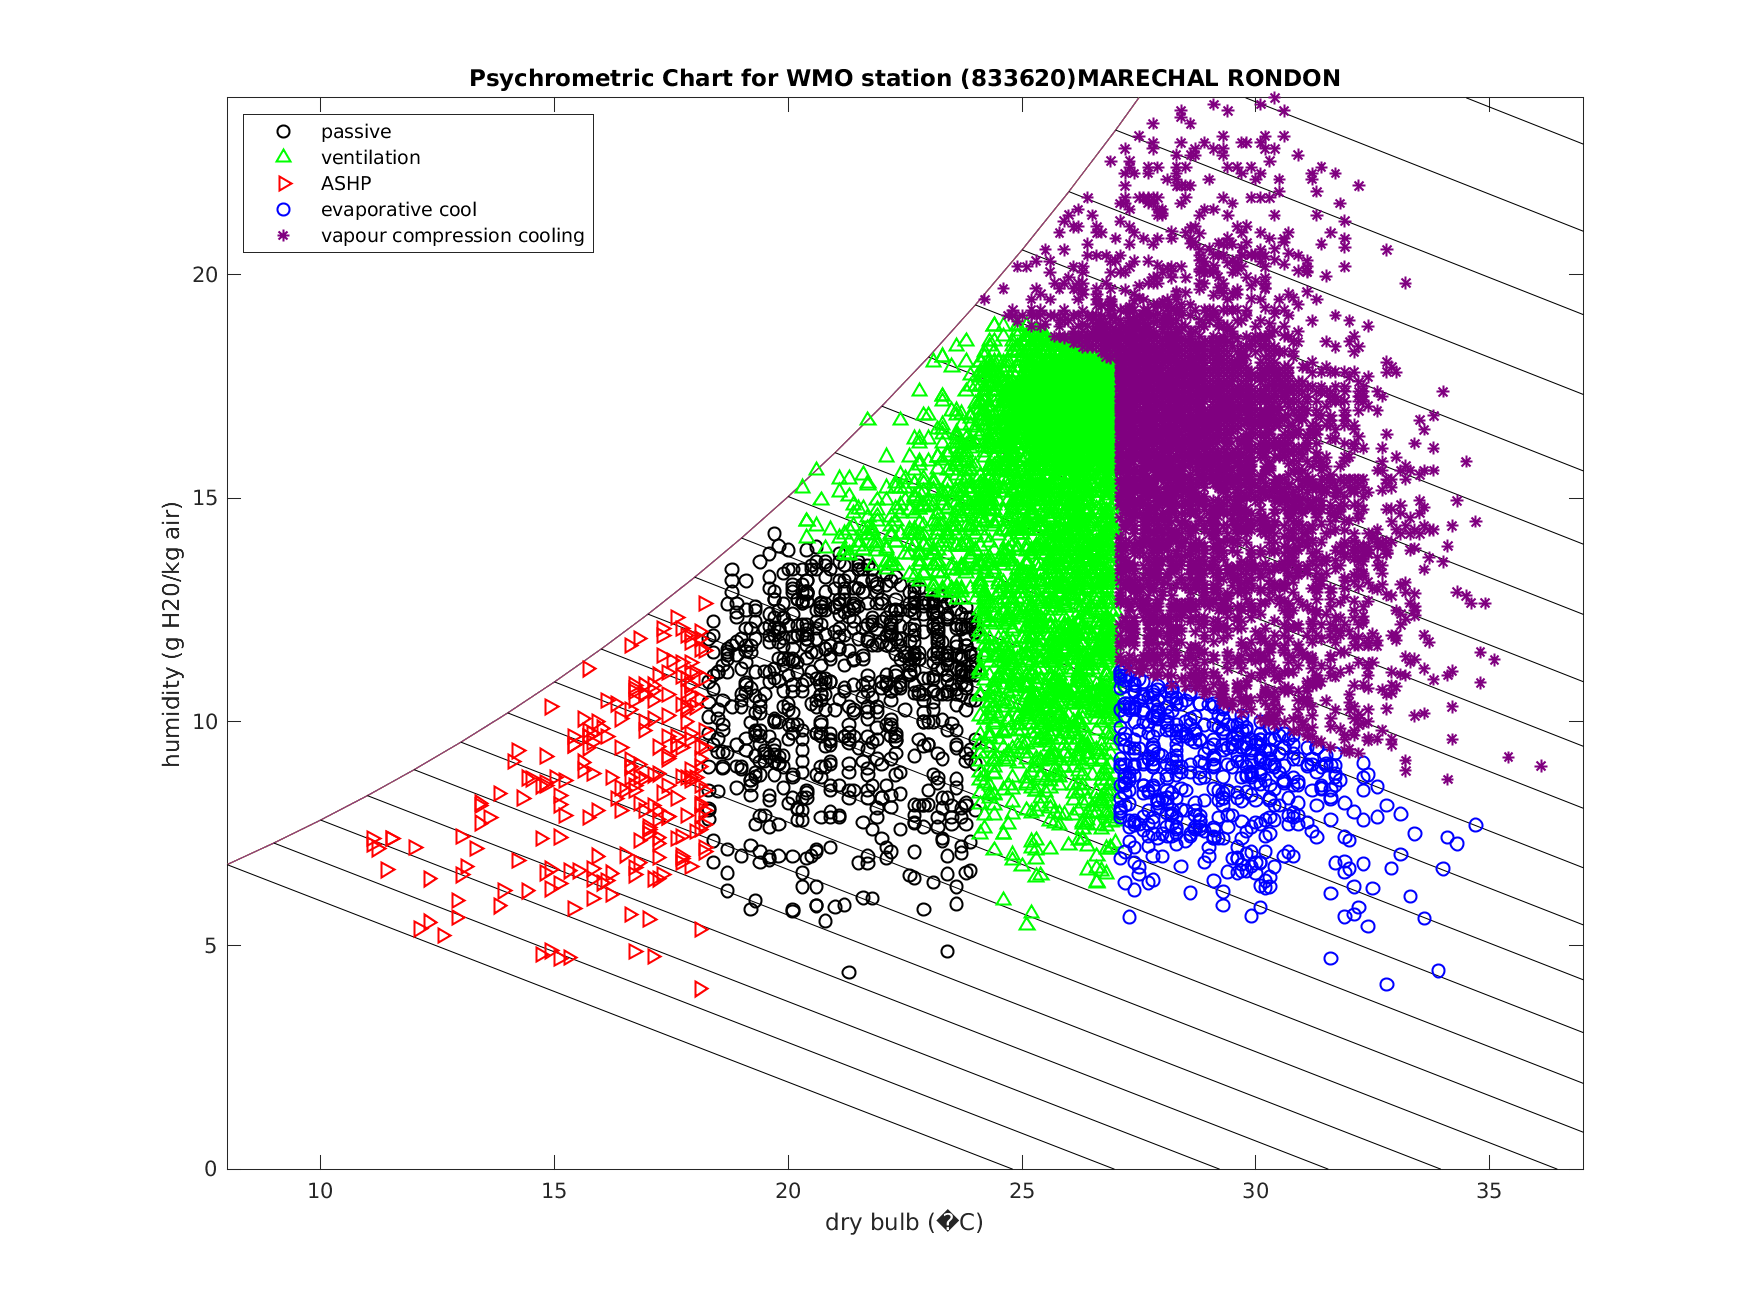 Psychrometric Chart for WMO station (833620)MARECHAL RONDON
passive
ventilation
ASHP
evaporative cool
vapour compression cooling
20
15
10
5
0
humidity (g H20/kg air)
10 15 20 25 30 35
dry bulb (�C)